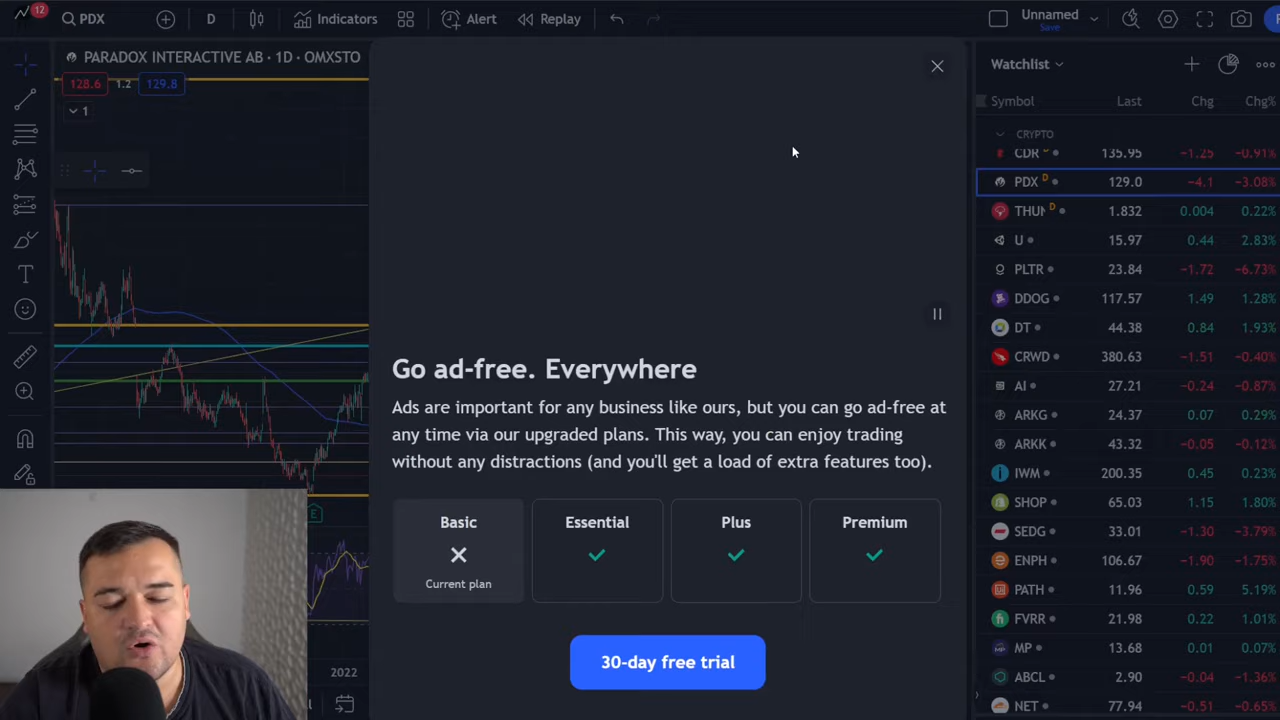 12
PDX
D
Indicators
Alert
Replay
Unnamed
Save
PARADOX INTERACTIVE AB · 1D · OMXSTO
128.6 1.2 129.8
1
Go ad-free. Everywhere
Ads are important for any business like ours, but you can go ad-free at
any time via our upgraded plans. This way, you can enjoy trading
without any distractions (and you'll get a load of extra features too).
Basic
Current plan
Essential
Plus
Premium
30-day free trial
E
2022
Watchlist
Symbol Last Chg Chg%
CRYPTO
CDR D 135.95 −1.25 −0.91%
PDX D 129.0 −4.1 −3.08%
THUN D 1.832 0.004 0.22%
U 15.97 0.44 2.83%
PLTR 23.84 −1.72 −6.73%
DDOG 117.57 1.49 1.28%
DT 44.38 0.84 1.93%
CRWD 380.63 −1.51 −0.40%
AI 27.21 −0.24 −0.87%
ARKG 24.37 0.07 0.29%
ARKK 43.32 −0.05 −0.12%
IWM 200.35 0.45 0.23%
SHOP 65.03 1.15 1.80%
SEDG 33.01 −1.30 −3.79%
ENPH 106.67 −1.90 −1.75%
PATH 11.96 0.59 5.19%
FVRR 21.98 0.22 1.01%
MP 13.68 0.01 0.07%
ABCL 2.90 −0.04 −1.36%
NET 77.94 −0.51 −0.65%